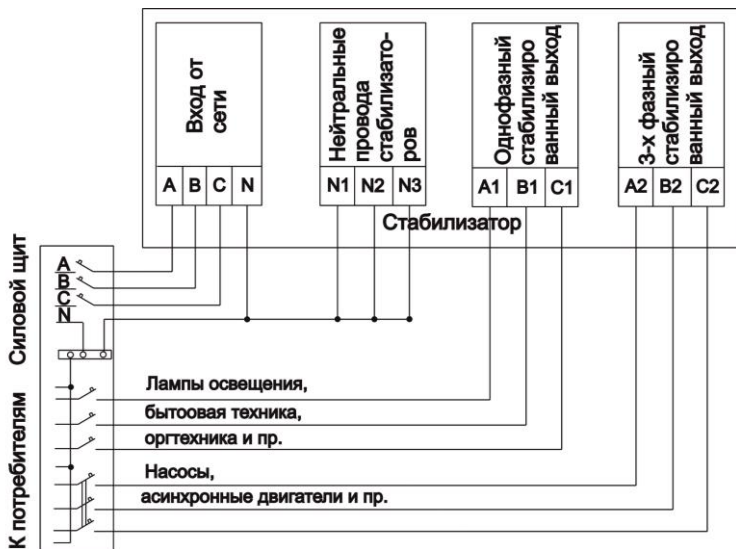 Вход от
сети
Нейтральные
провода
стабилизато-
ров
Однофазный
стабилизиро
ванный выход
3-х фазный
стабилизиро
ванный выход
A B C N
N1 N2 N3
A1 B1 C1
A2 B2 C2
Стабилизатор
Силовой щит
A
B
C
N
К потребителям
Лампы освещения,
бытоовая техника,
оргтехника и пр.
Насосы,
асинхронные двигатели и пр.